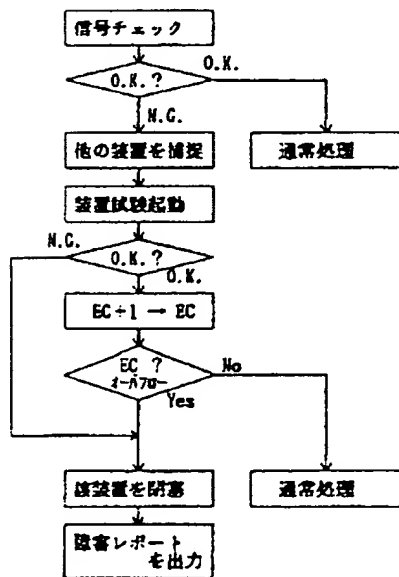 信号チェック
O.K.?
O.K.
N.G.
他の装置を捕捉
通常処理
装置試験起動
N.G.
O.K.?
O.K.
EC+1 → EC
EC ?
オーバフロー
No
Yes
該装置を閉塞
通常処理
障害レポート
を出力